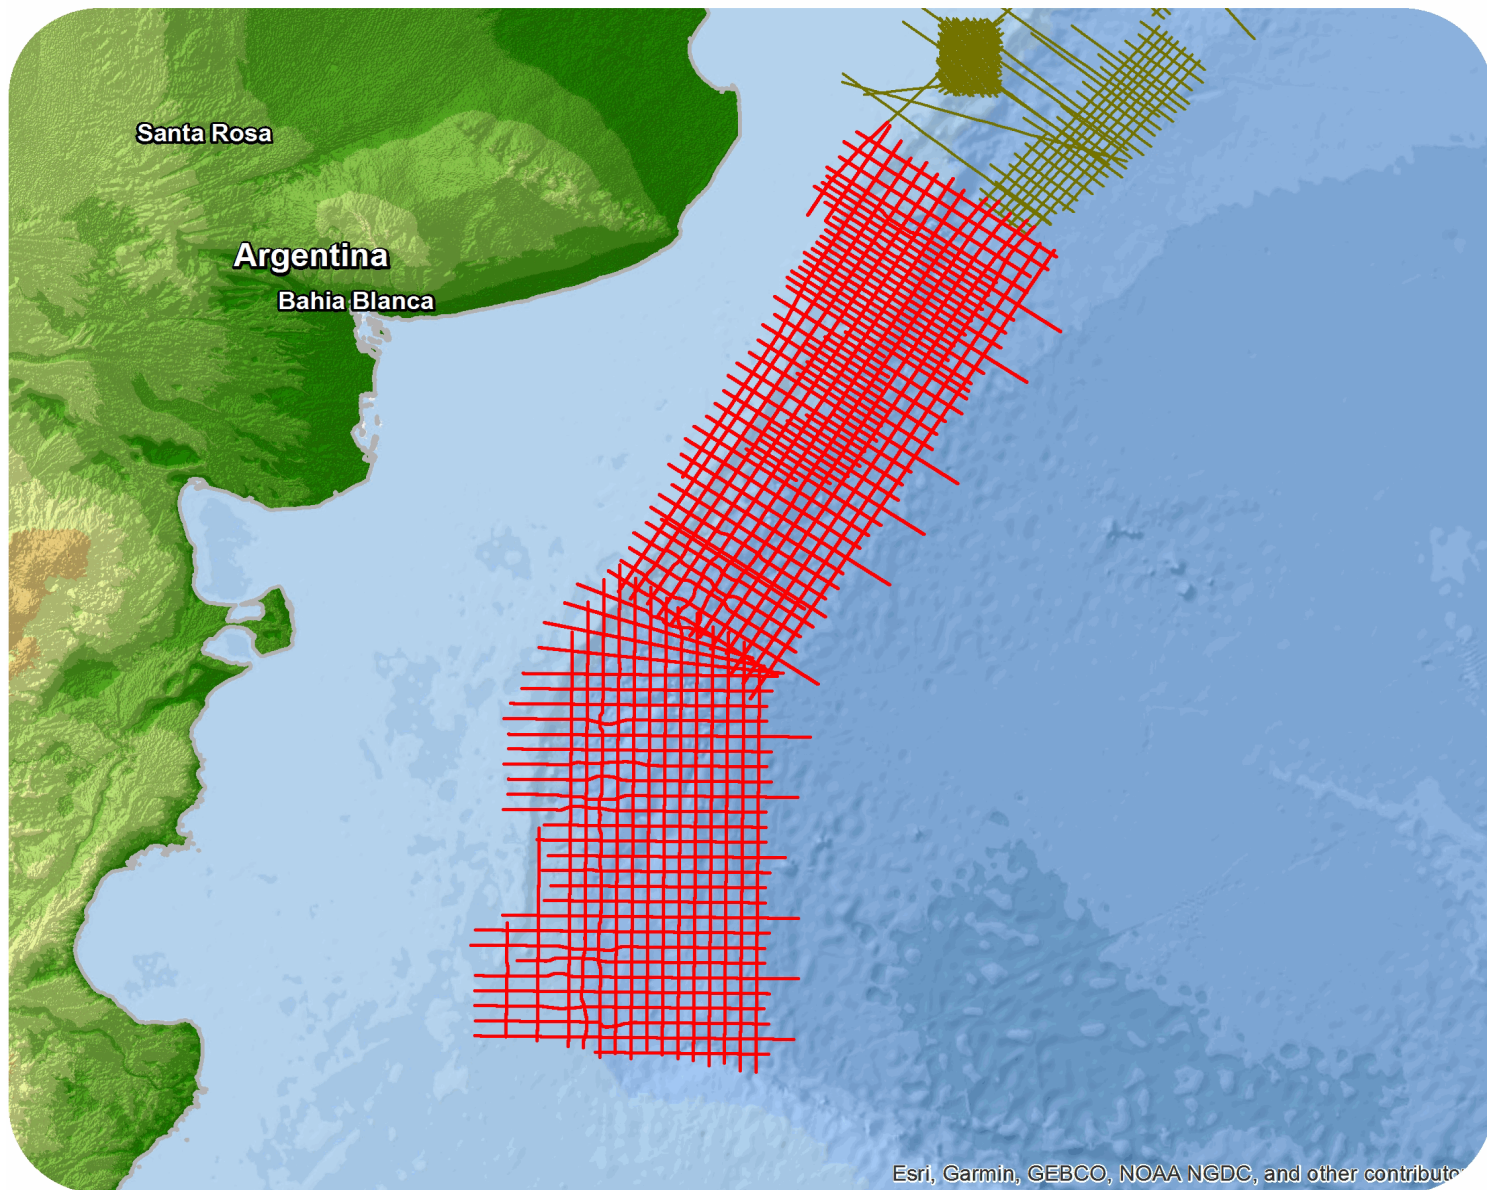 Santa Rosa
Argentina
Bahia Blanca
Esri, Garmin, GEBCO, NOAA NGDC, and other contributo